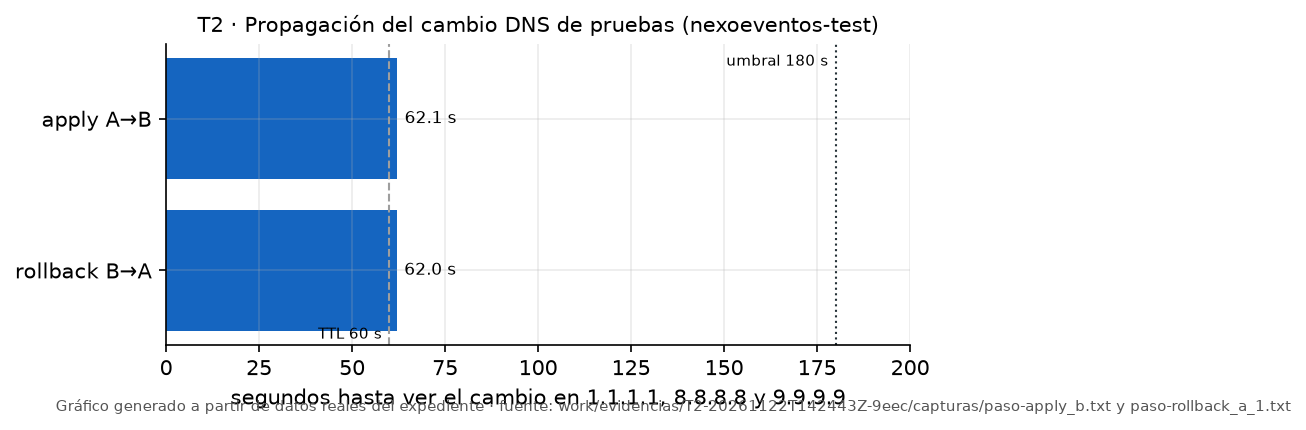 T2 · Propagación del cambio DNS de pruebas (nexoeventos-test)
umbral 180 s
apply A→B
62.1 s
rollback B→A
62.0 s
TTL 60 s
0 25 50 75 100 125 150 175 200
segundos hasta ver el cambio en 1.1.1.1, 8.8.8.8 y 9.9.9.9
Gráfico generado a partir de datos reales del expediente · fuente: work/evidencias/T2-20261122T142443Z-9eec/capturas/paso-apply_b.txt y paso-rollback_a_1.txt